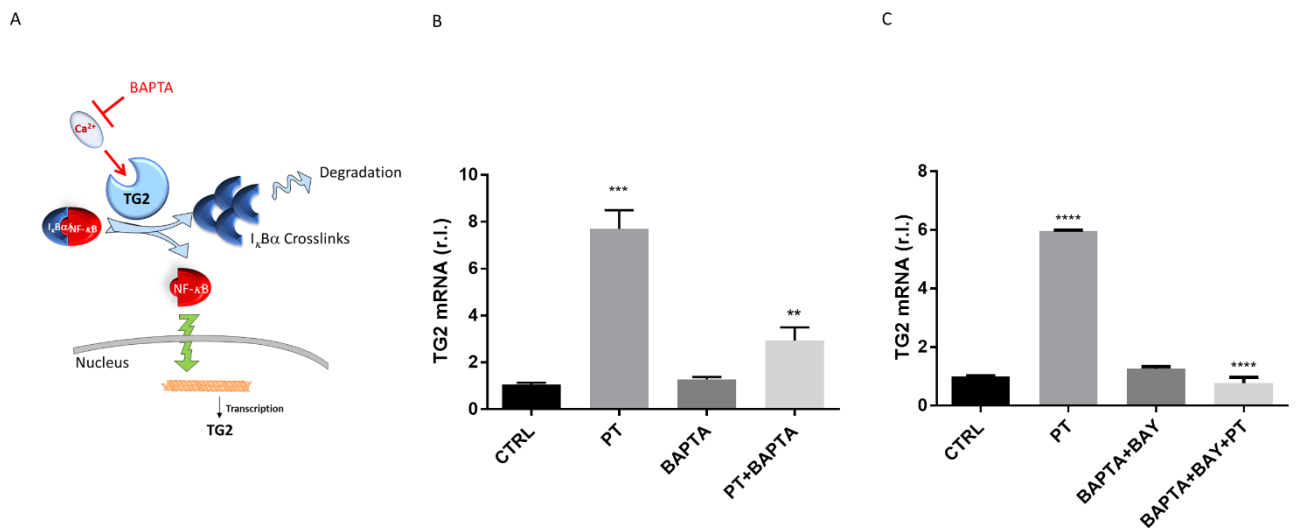 A
BAPTA
Ca²⁺
TG2
Degradation
IκBα/NF-κB
IκBα Crosslinks
NF-κB
Nucleus
Transcription
TG2
B
TG2 mRNA (r.l.)
10
8
6
4
2
0
***
**
CTRL
PT
BAPTA
PT+BAPTA
C
TG2 mRNA (r.l.)
8
6
4
2
0
****
****
CTRL
PT
BAPTA+BAY
BAPTA+BAY+PT